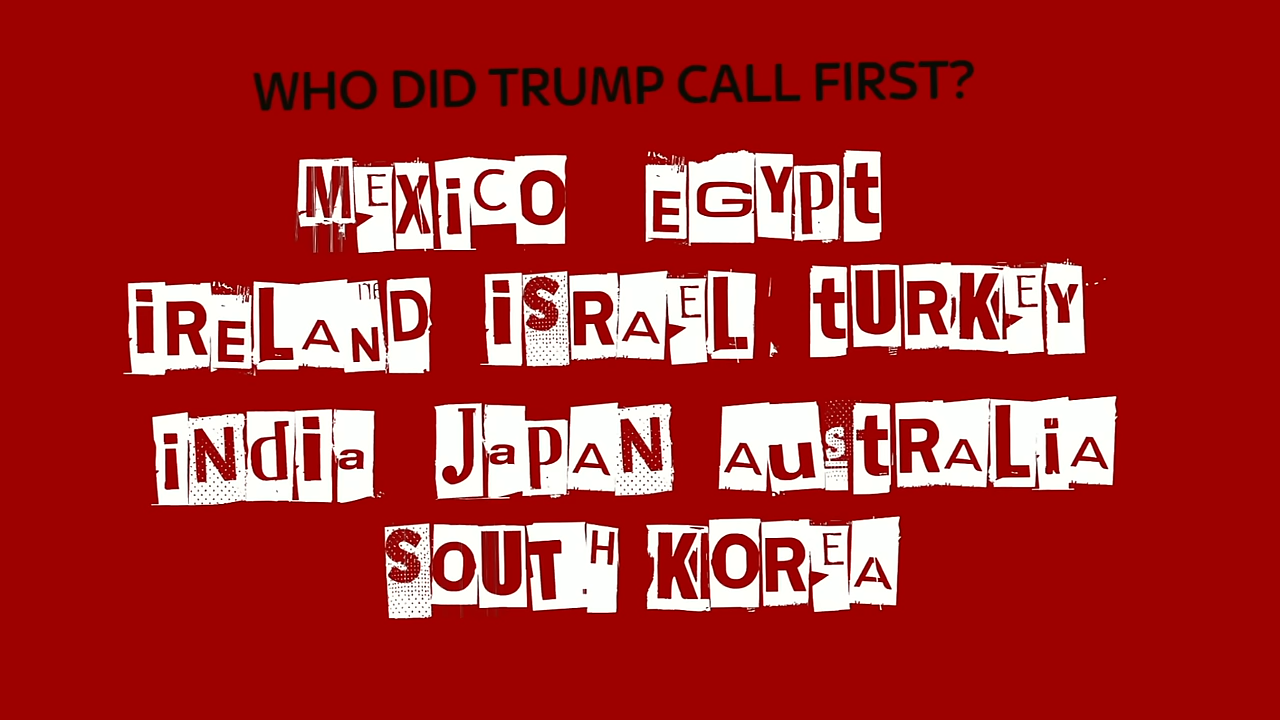 WHO DID TRUMP CALL FIRST?
MEXiCO EGYPt
iRELAND iSRAEL tURKEY
iNdia JaPAN AustRALiA
SOUTH KOREA